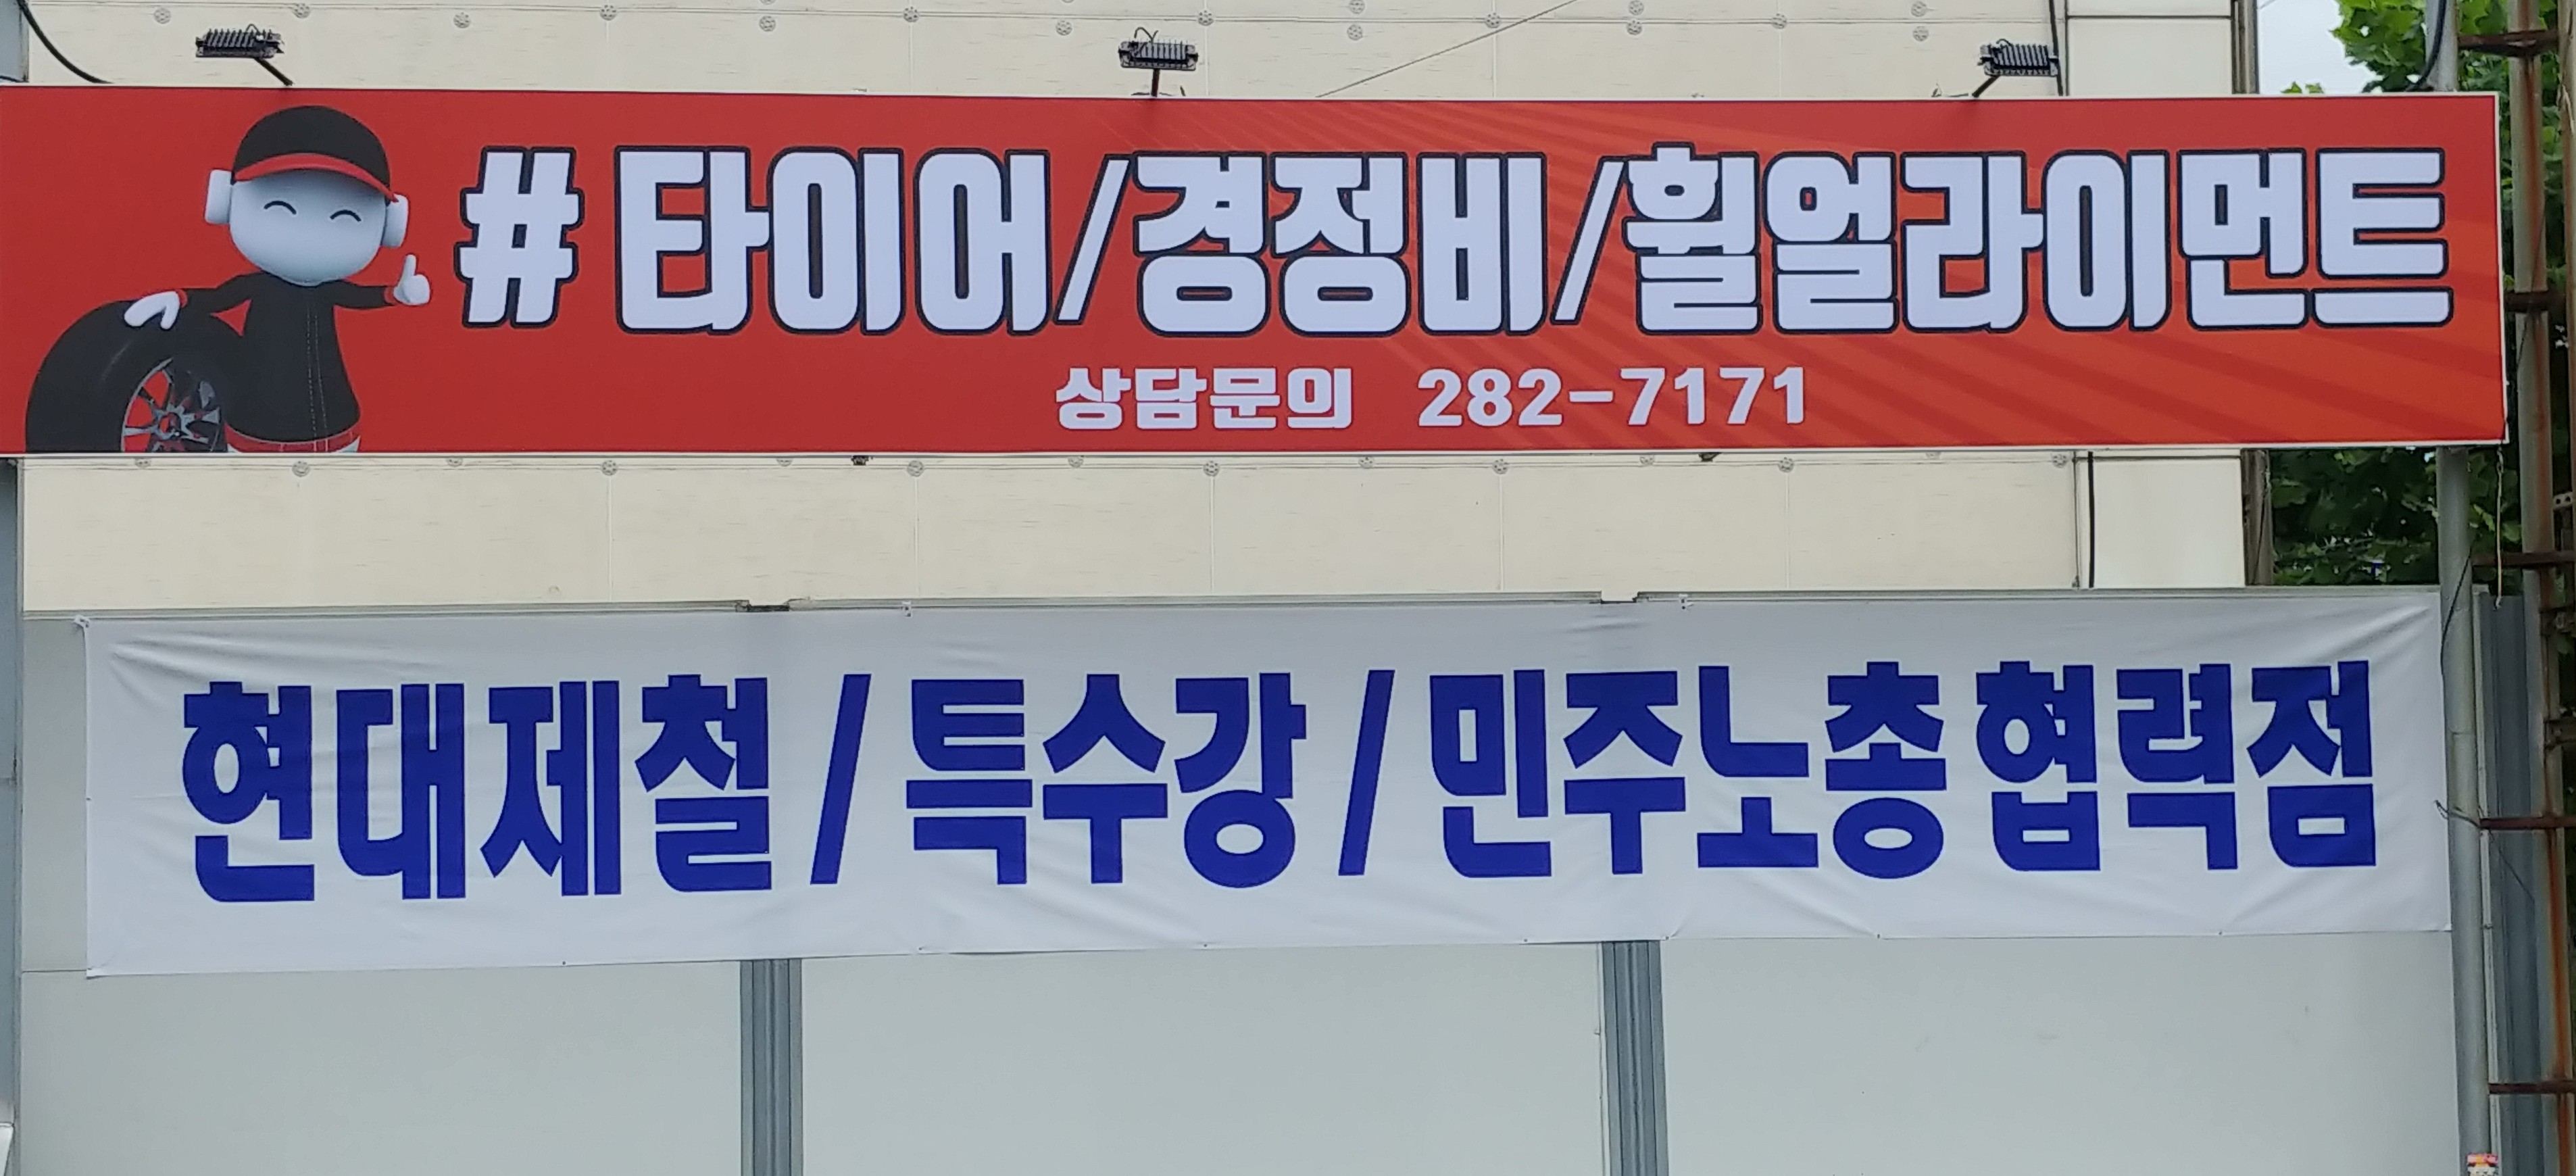 # 타이어/경정비/휠얼라이먼트
상담문의 282-7171
현대제철 / 특수강 / 민주노총협력점